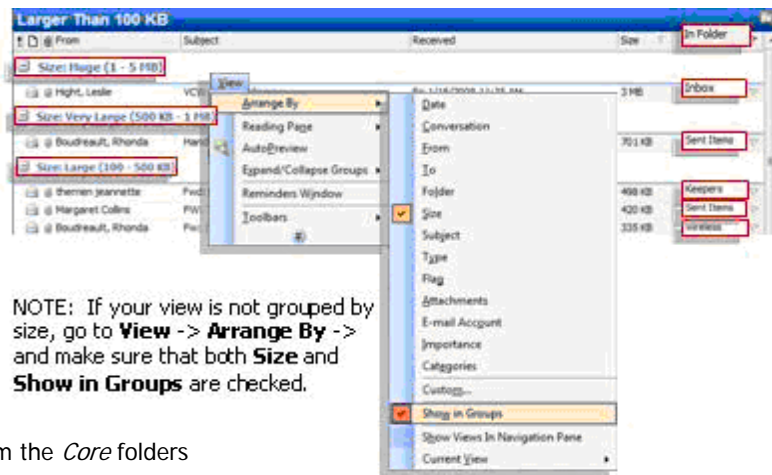 Larger Than 100 KB
From Subject Received Size In Folder
Size: Huge (1 - 5 MB)
Hight, Leslie 3 MB Inbox
Size: Very Large (500 KB - 1 MB)
Boudreault, Rhonda 701 KB Sent Items
Size: Large (100 - 500 KB)
therrien jeannette 498 KB Keepers
Margaret Collins 420 KB Sent Items
Boudreault, Rhonda 335 KB wireless
View
Arrange By
Reading Pane
AutoPreview
Expand/Collapse Groups
Reminders Window
Toolbars
Date
Conversation
From
To
Folder
Size
Subject
Type
Flag
Attachments
E-mail Account
Importance
Categories
Custom...
Show in Groups
Show Views In Navigation Pane
Current View
NOTE: If your view is not grouped by
size, go to View -> Arrange By ->
and make sure that both Size and
Show in Groups are checked.
the Core folders